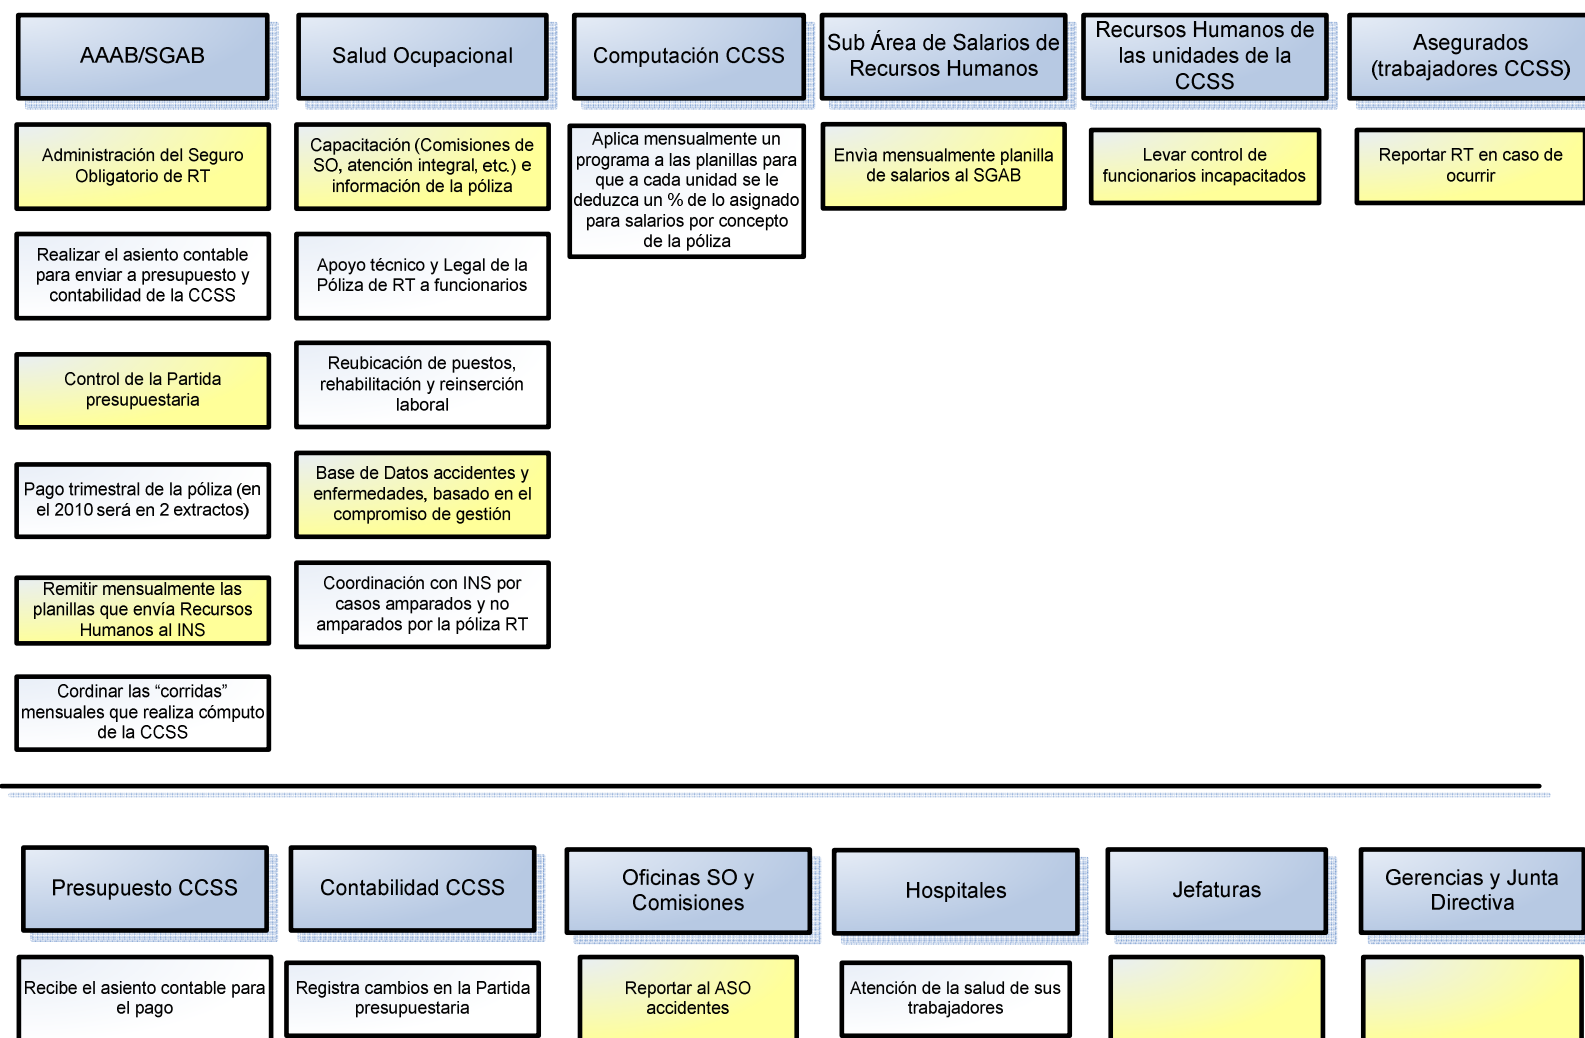 AAAB/SGAB
Salud Ocupacional
Computación CCSS
Sub Área de Salarios de
Recursos Humanos
Recursos Humanos de
las unidades de la
CCSS
Asegurados
(trabajadores CCSS)
Administración del Seguro
Obligatorio de RT
Realizar el asiento contable
para enviar a presupuesto y
contabilidad de la CCSS
Control de la Partida
presupuestaria
Pago trimestral de la póliza (en
el 2010 será en 2 extractos)
Remitir mensualmente las
planillas que envía Recursos
Humanos al INS
Cordinar las “corridas”
mensuales que realiza cómputo
de la CCSS
Capacitación (Comisiones de
SO, atención integral, etc.) e
información de la póliza
Apoyo técnico y Legal de la
Póliza de RT a funcionarios
Reubicación de puestos,
rehabilitación y reinserción
laboral
Base de Datos accidentes y
enfermedades, basado en el
compromiso de gestión
Coordinación con INS por
casos amparados y no
amparados por la póliza RT
Aplica mensualmente un
programa a las planillas para
que a cada unidad se le
deduzca un % de lo asignado
para salarios por concepto
de la póliza
Envìa mensualmente planilla
de salarios al SGAB
Levar control de
funcionarios incapacitados
Reportar RT en caso de
ocurrir
Presupuesto CCSS
Contabilidad CCSS
Oficinas SO y
Comisiones
Hospitales
Jefaturas
Gerencias y Junta
Directiva
Recibe el asiento contable para
el pago
Registra cambios en la Partida
presupuestaria
Reportar al ASO
accidentes
Atención de la salud de sus
trabajadores